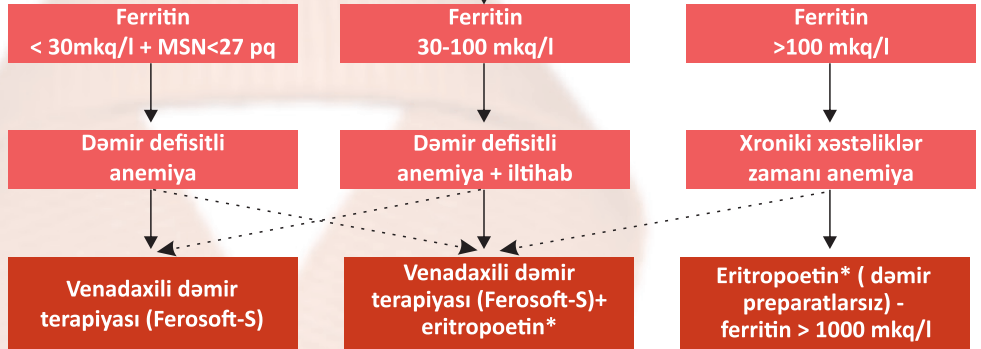 Ferritin
< 30mkq/l + MSN<27 pq
Ferritin
30-100 mkq/l
Ferritin
>100 mkq/l
Dəmir defisitli
anemiya
Dəmir defisitli
anemiya + iltihab
Xroniki xəstəliklər
zamanı anemiya
Venadaxili dəmir
terapiyası (Ferosoft-S)
Venadaxili dəmir
terapiyası (Ferosoft-S)+
eritropoetin*
Eritropoetin* ( dəmir
preparatlarsız) -
ferritin > 1000 mkq/l